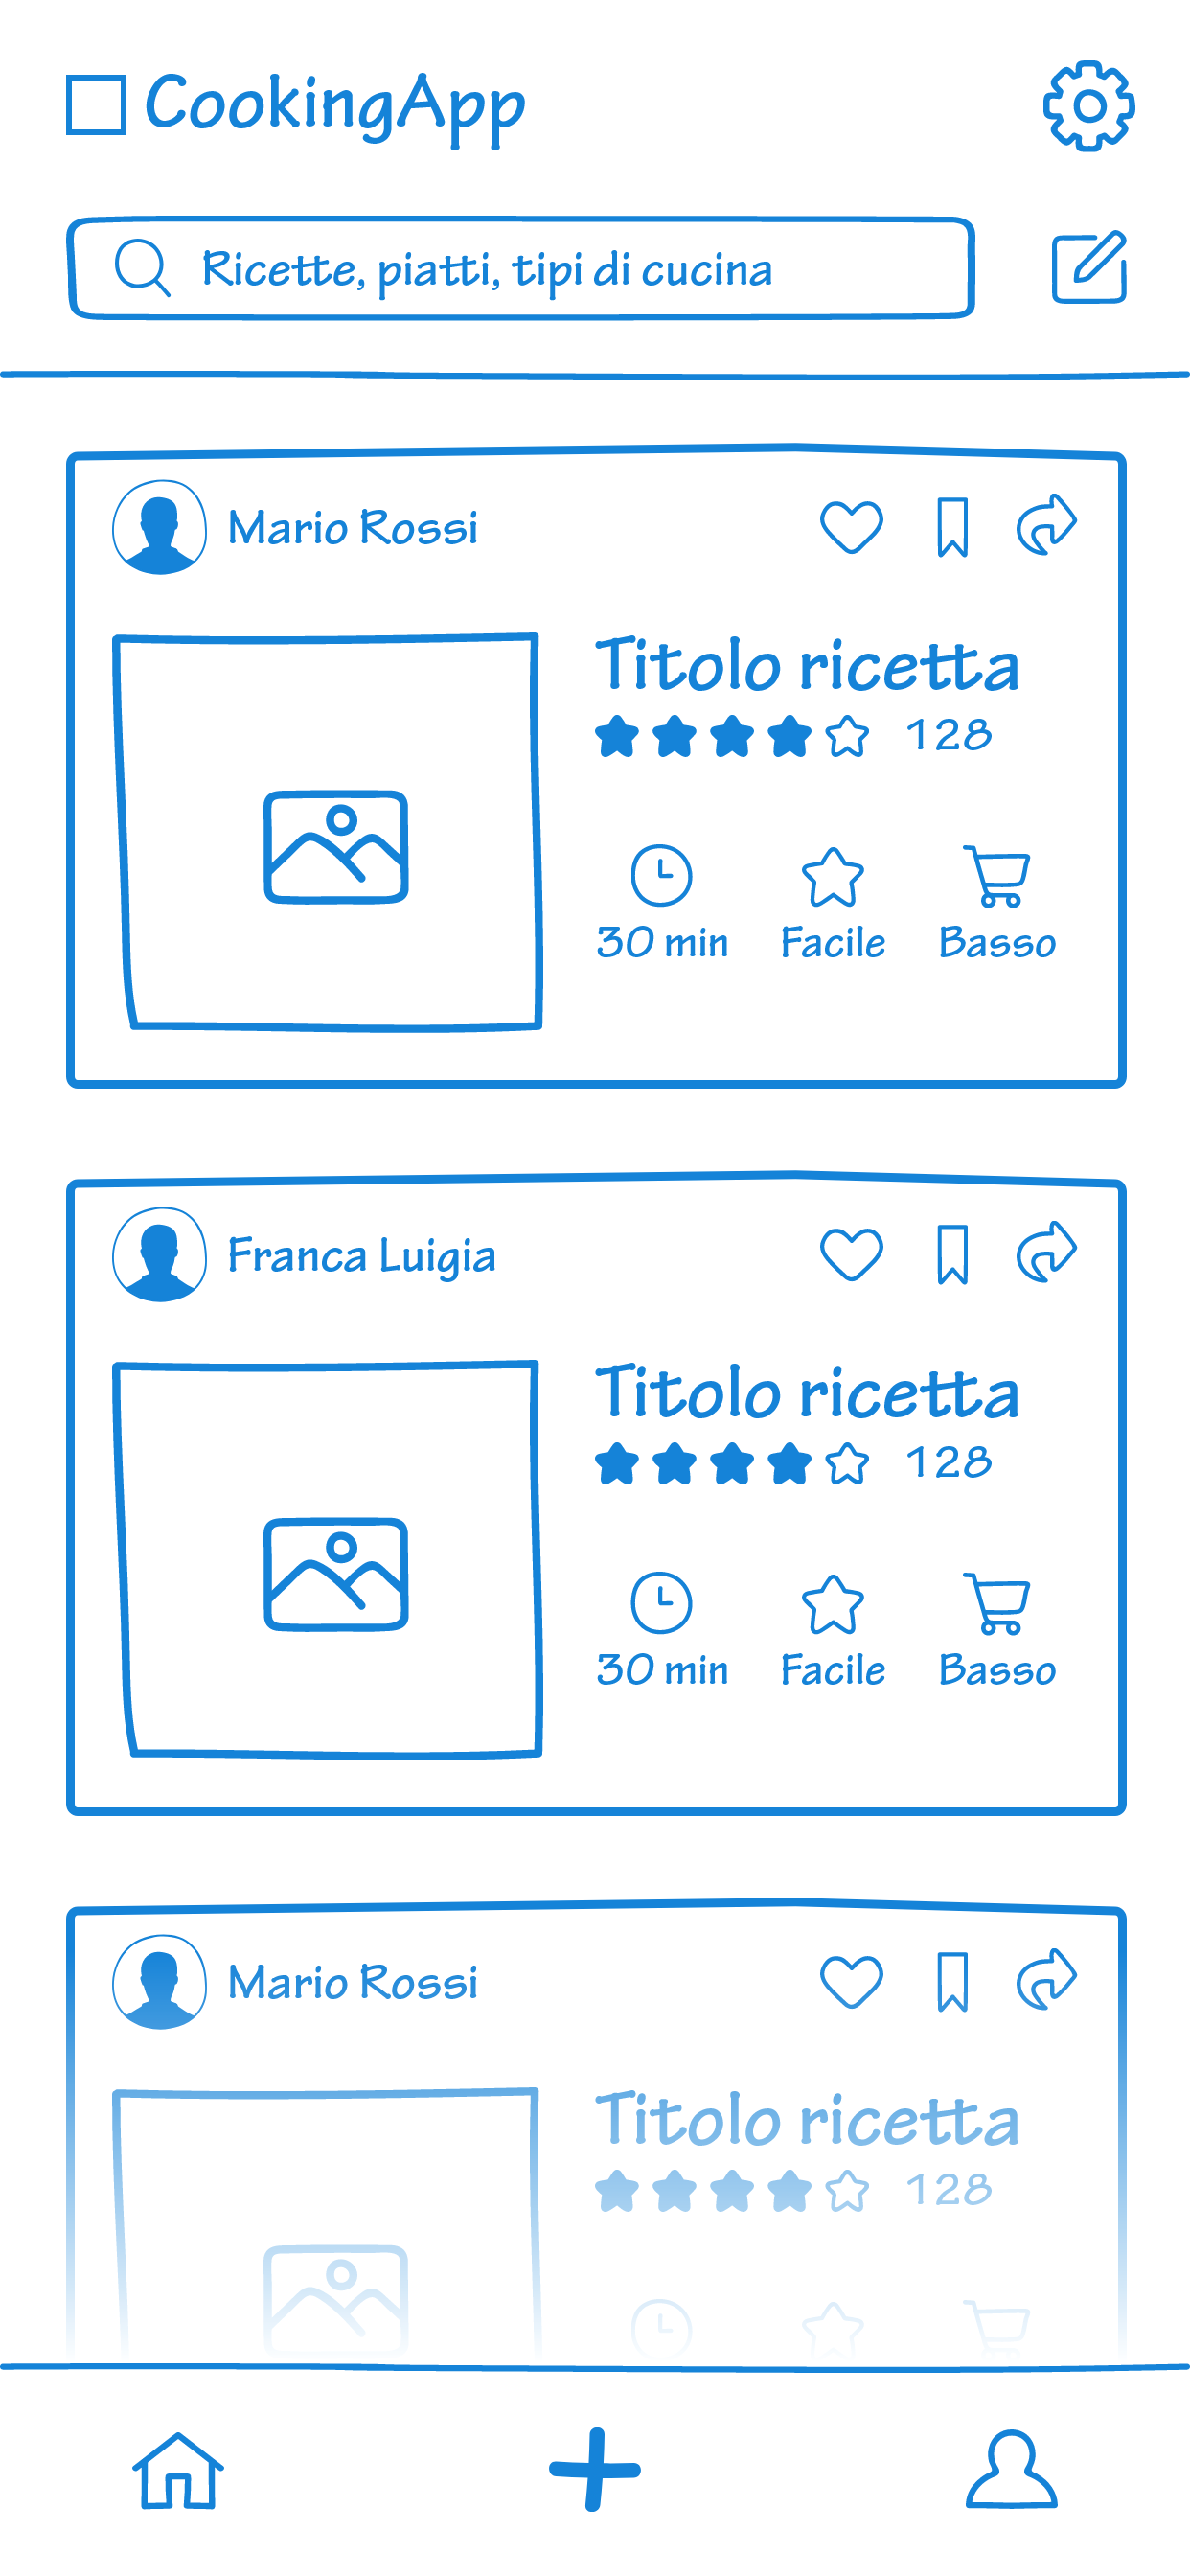 CookingApp
Ricette, piatti, tipi di cucina
Mario Rossi
Titolo ricetta
128
30 min Facile Basso
Franca Luigia
Titolo ricetta
128
30 min Facile Basso
Mario Rossi
Titolo ricetta
128